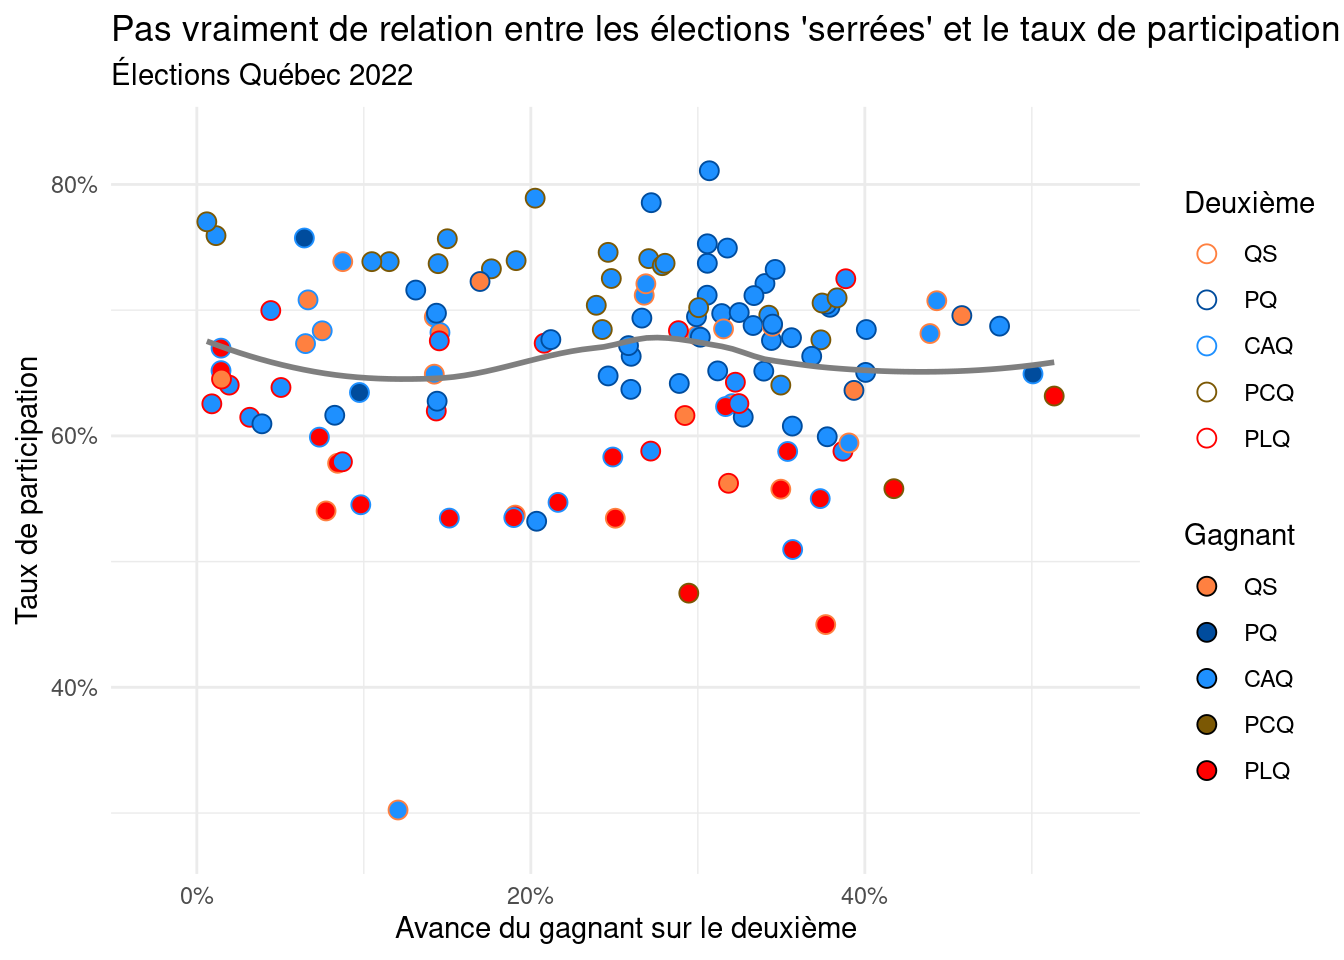 Pas vraiment de relation entre les élections 'serrées' et le taux de participation
Élections Québec 2022
80%
60%
40%
Taux de participation
0%
20%
40%
Avance du gagnant sur le deuxième
Deuxième
QS
PQ
CAQ
PCQ
PLQ
Gagnant
QS
PQ
CAQ
PCQ
PLQ